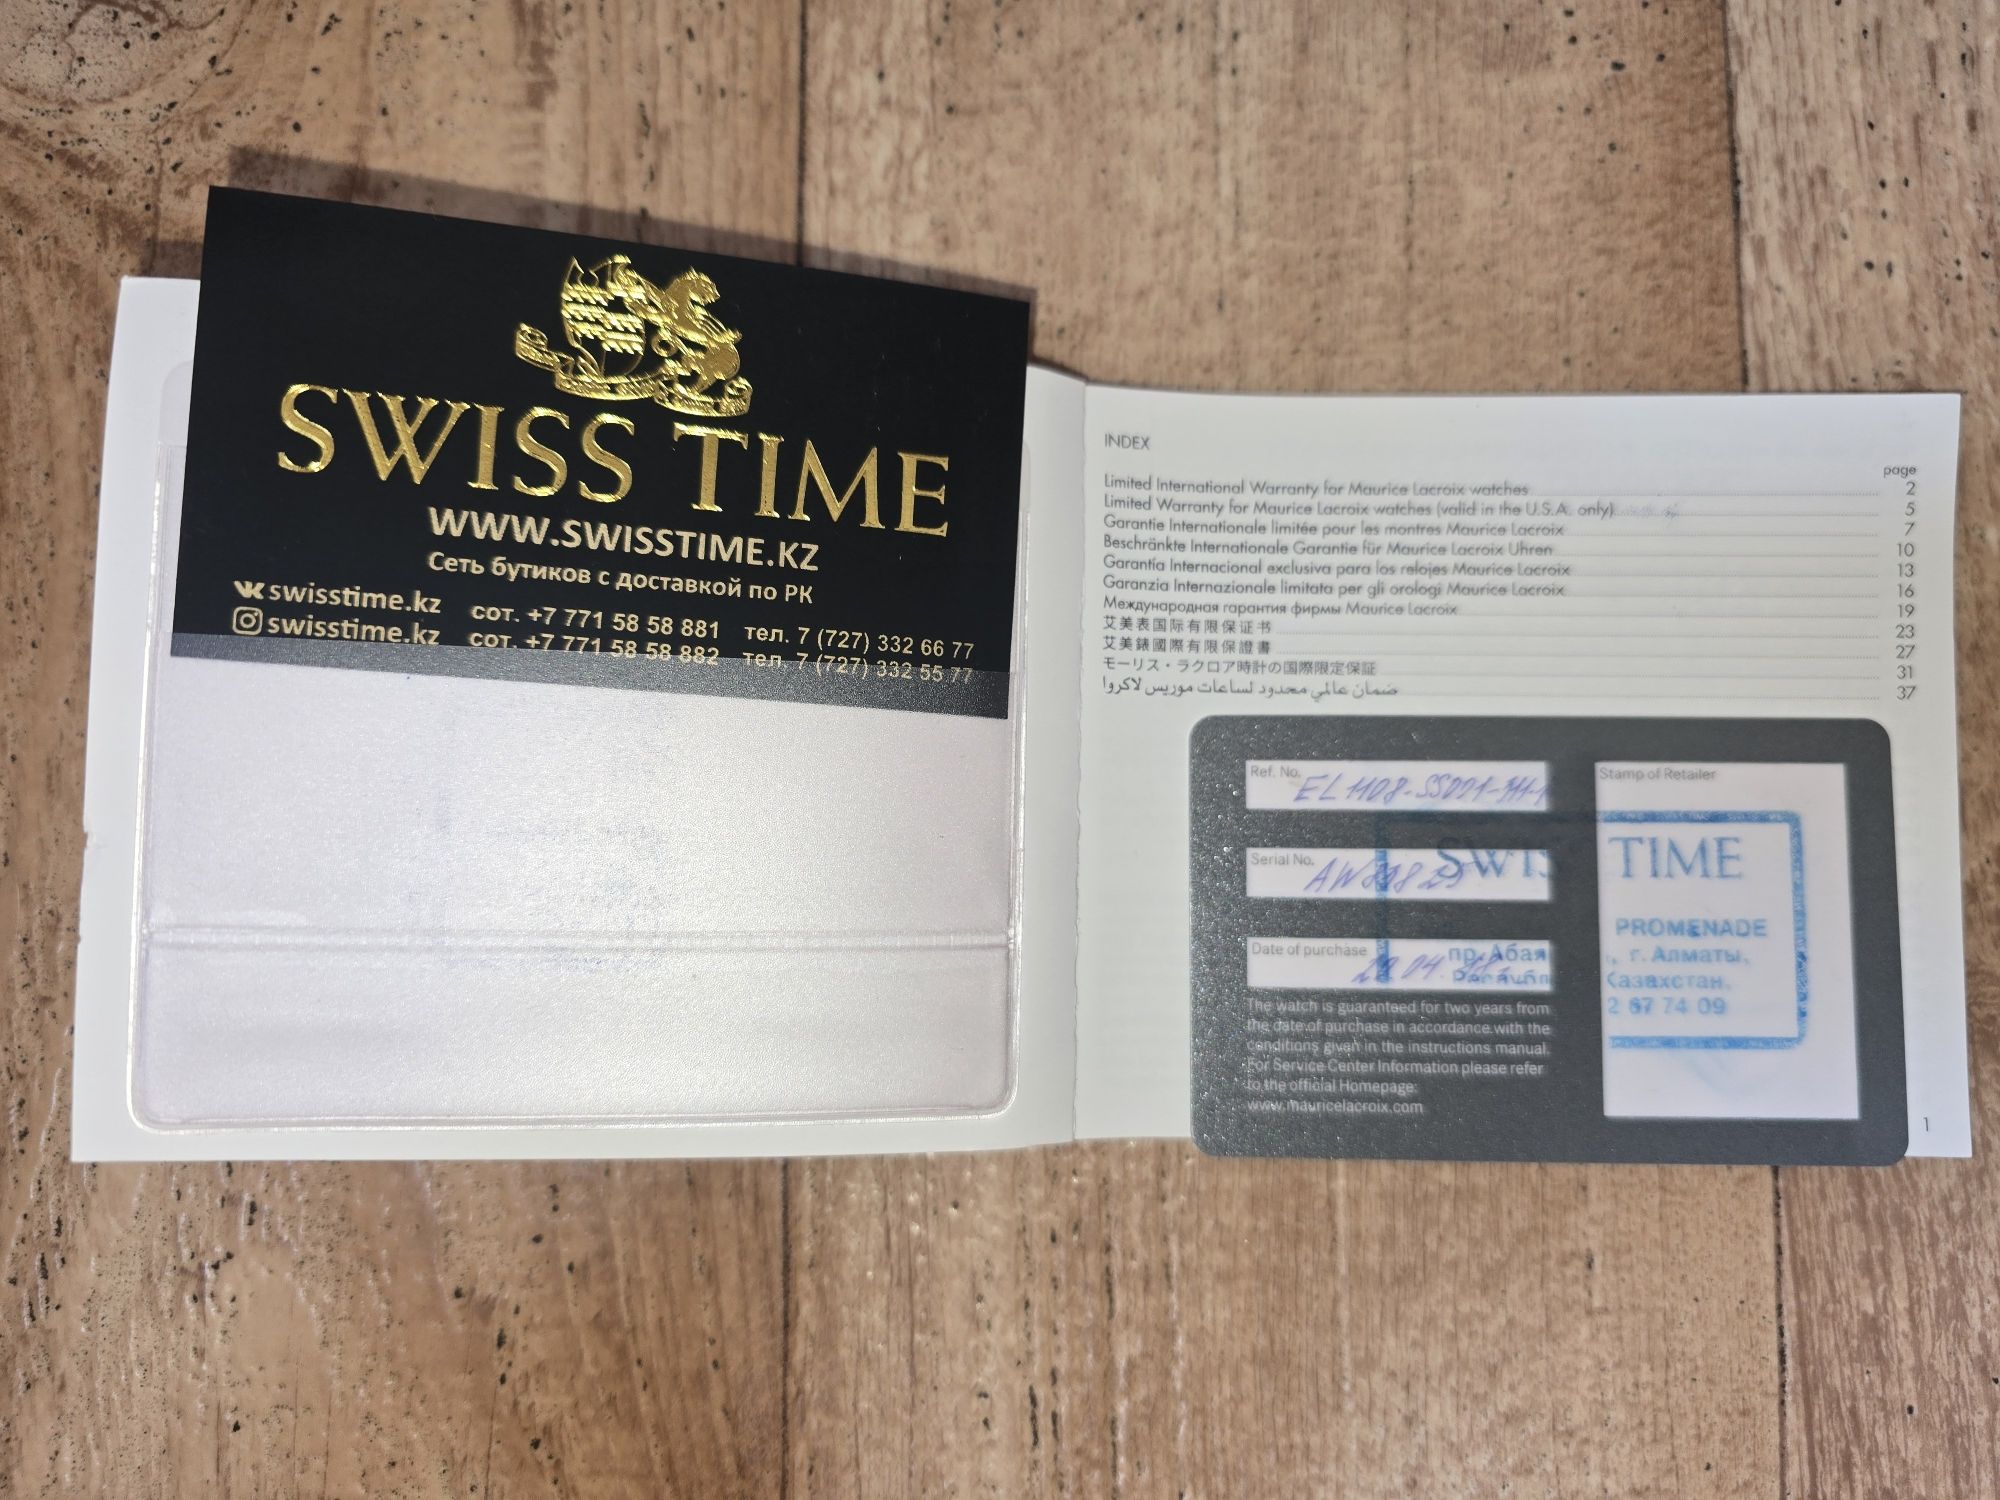 SWISS TIME
WWW.SWISSTIME.KZ
Сеть бутиков с доставкой по РК
swisstime.kz сот. +7 771 58 58 881 тел. 7 (727) 332 66 77
swisstime.kz сот. +7 771 58 58 882 тел. 7 (727) 332 55 77
INDEX
page
Limited International Warranty for Maurice Lacroix watches 2
Limited Warranty for Maurice Lacroix watches (valid in the U.S.A. only) 5
Garantie Internationale limitée pour les montres Maurice Lacroix 7
Beschränkte Internationale Garantie für Maurice Lacroix Uhren 10
Garantía Internacional exclusiva para los relojes Maurice Lacroix 13
Garanzia Internazionale limitata per gli orologi Maurice Lacroix 16
Международная гарантия фирмы Maurice Lacroix 19
艾美表国际有限保证书 23
艾美錶國際有限保證書 27
モーリス・ラクロア時計の国際限定保証 31
ضمان عالمي محدود لساعات موريس لاكروا 37
Ref. No. EL1108-SS001-
Serial No.
Date of purchase
The watch is guaranteed for two years from
the date of purchase in accordance with the
conditions given in the instructions manual.
For Service Center Information please refer
to the official Homepage:
www.mauricelacroix.com
Stamp of Retailer
SWISS TIME
PROMENADE
пр. Абая
г. Алматы,
Казахстан.
2 67 74 09
1